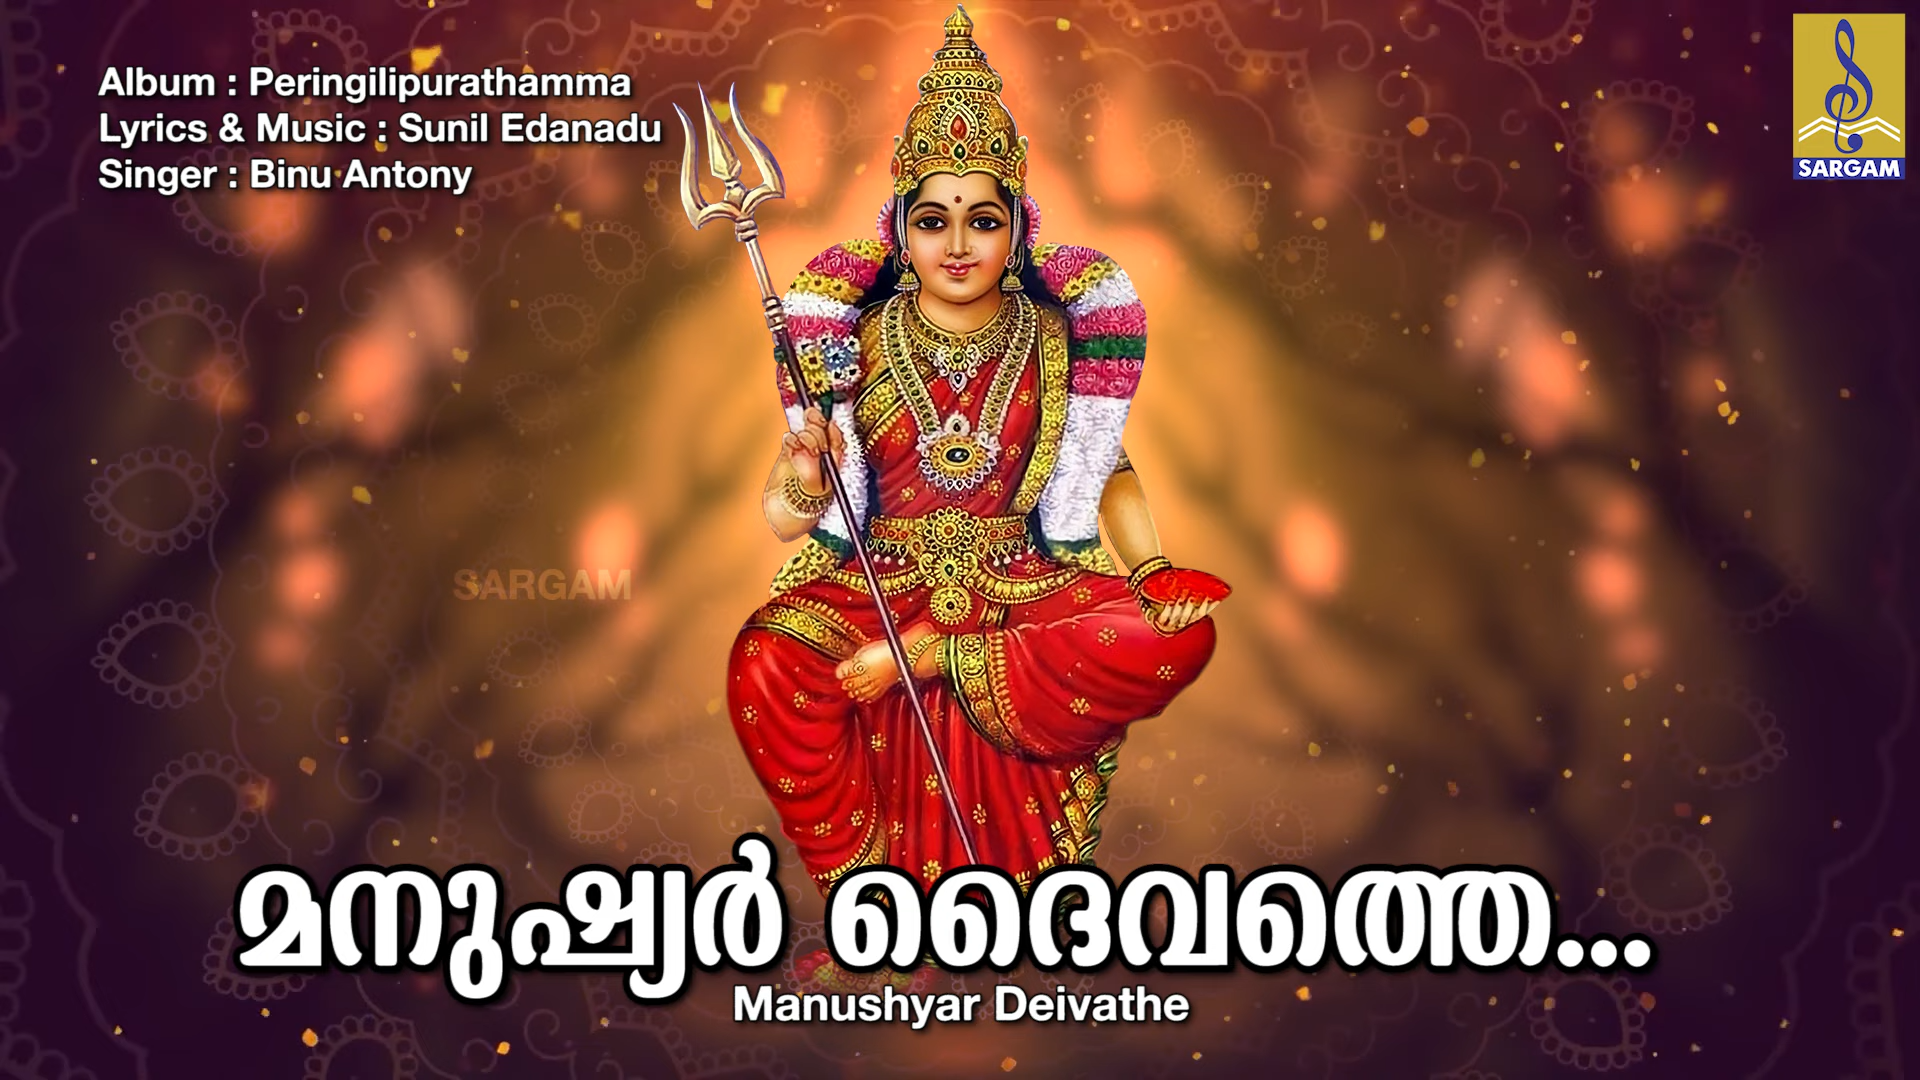 Album : Peringilipurathamma
Lyrics & Music : Sunil Edanadu
Singer : Binu Antony
SARGAM
SARGAM
മനുഷ്യർ ദൈവത്തെ...
Manushyar Deivathe